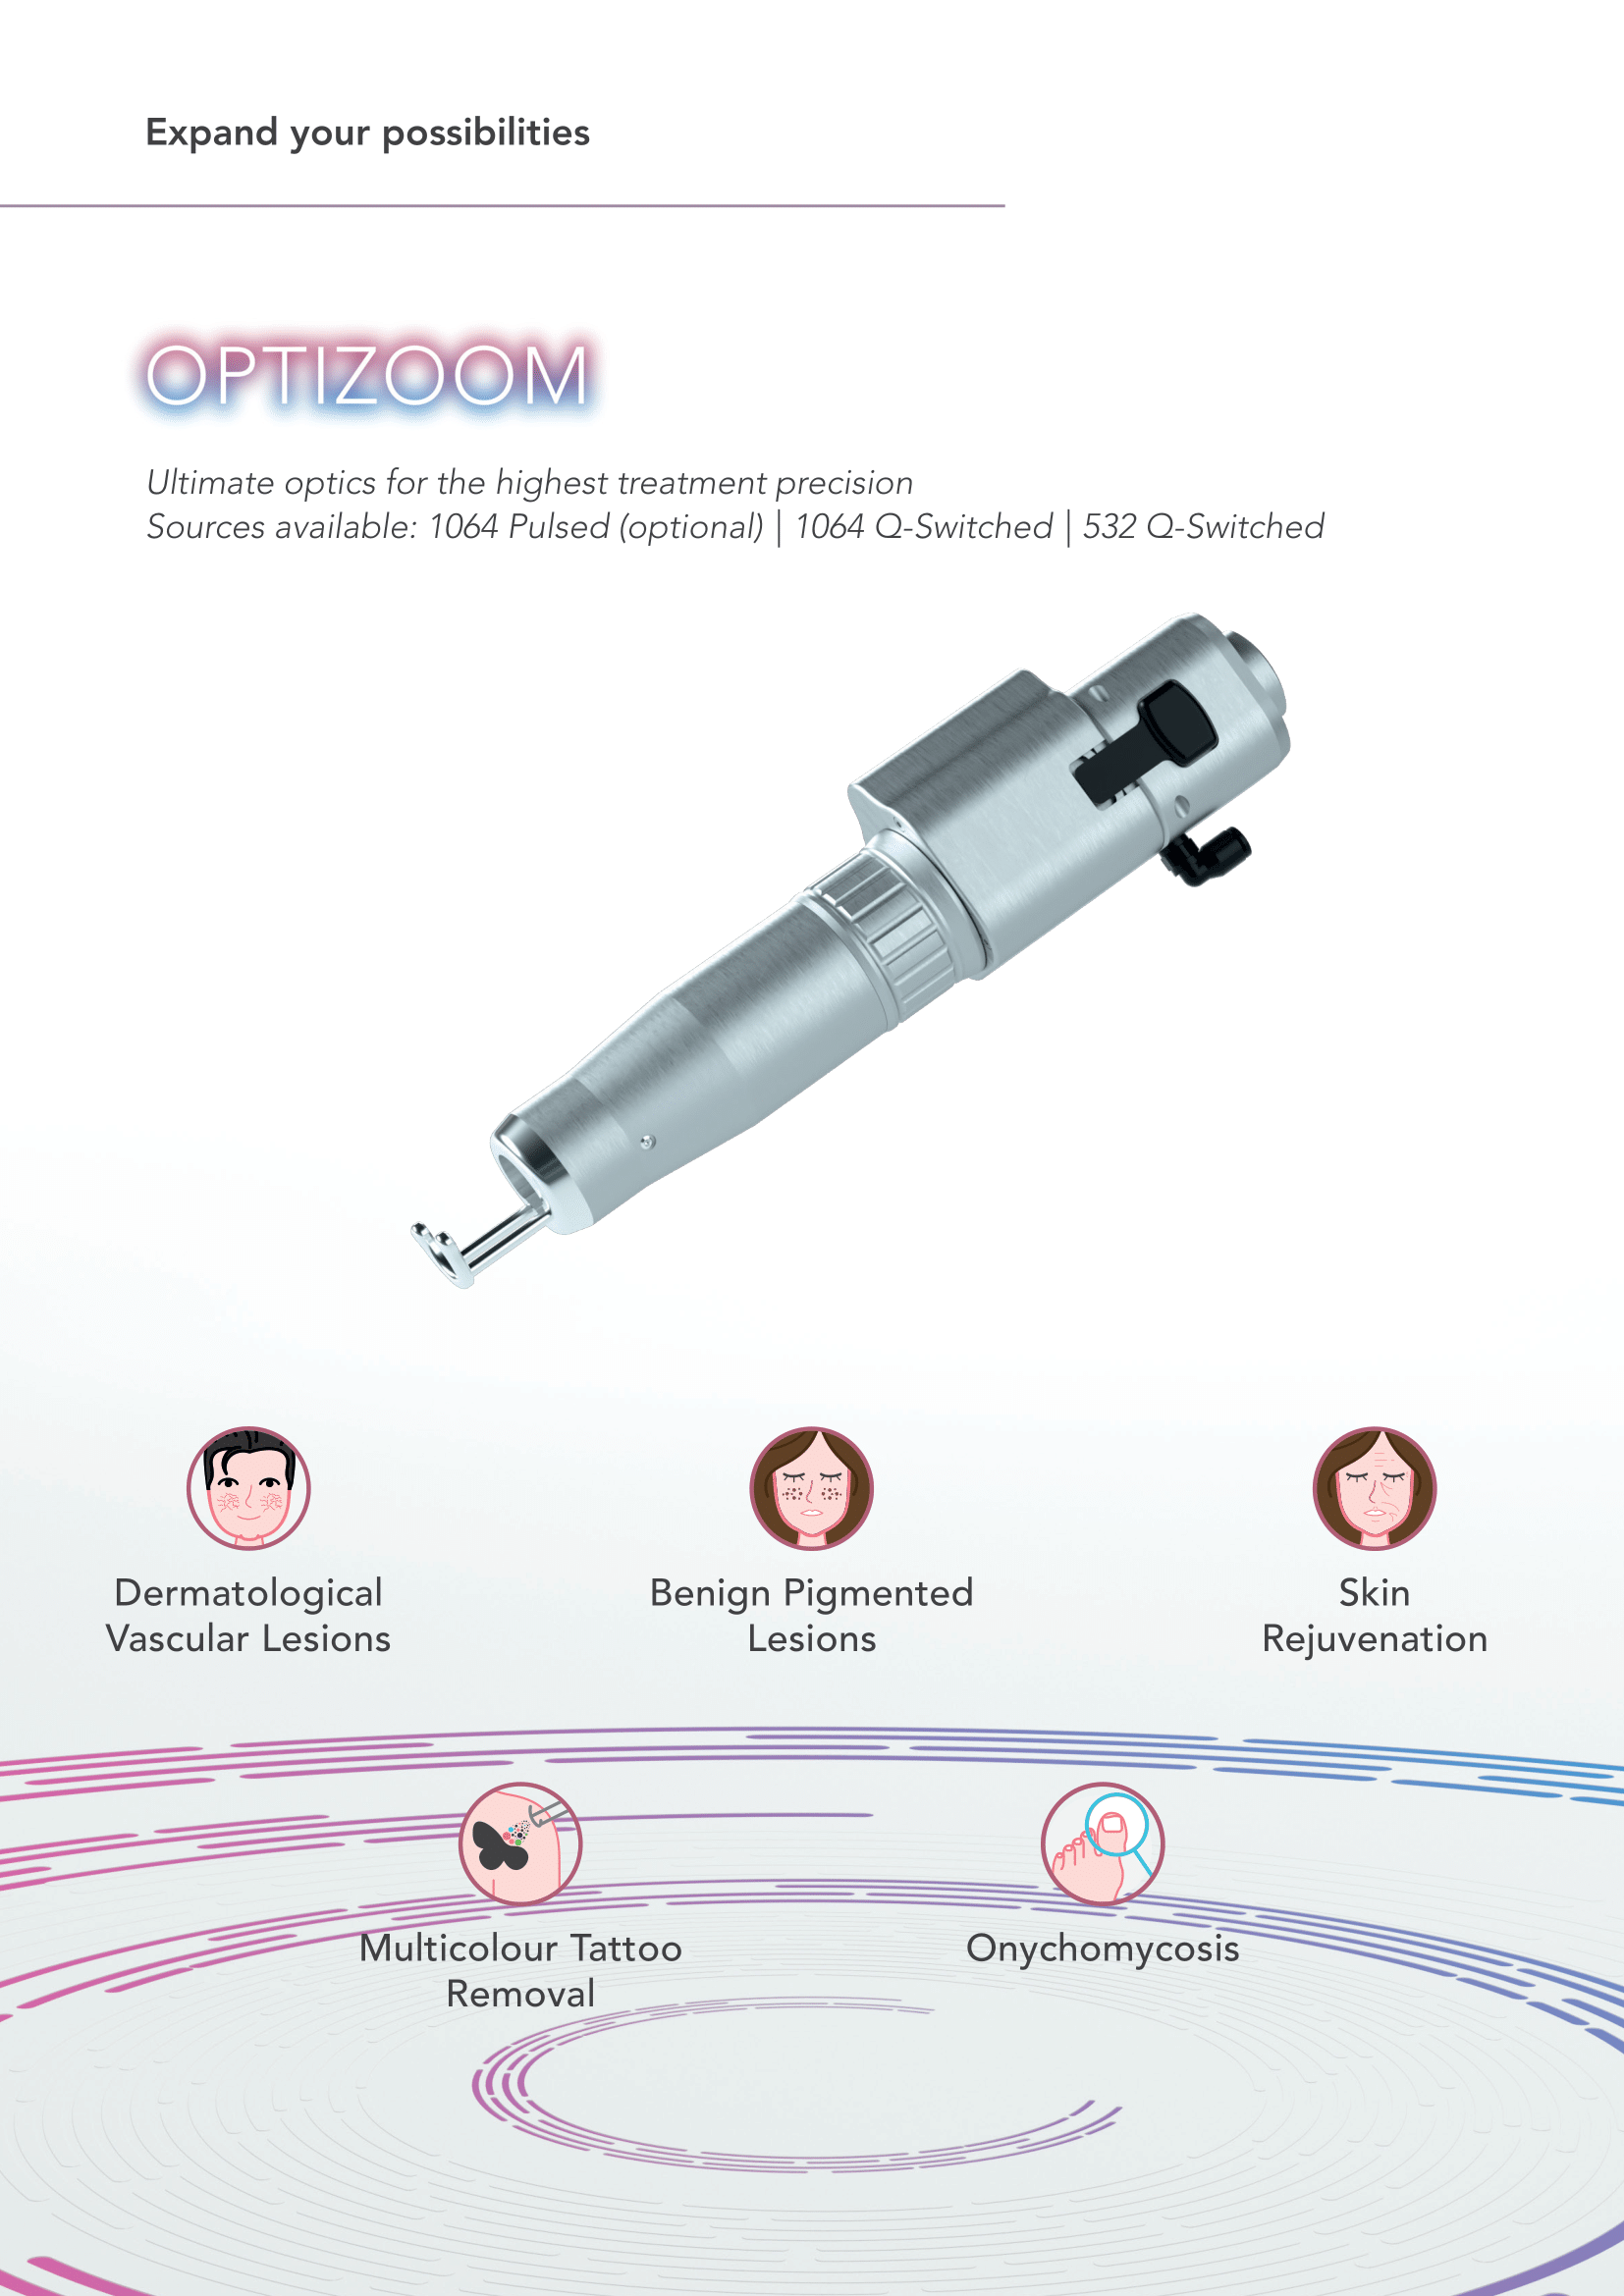 Expand your possibilities
OPTIZOOM
Ultimate optics for the highest treatment precision
Sources available: 1064 Pulsed (optional) | 1064 Q-Switched | 532 Q-Switched
Dermatological
Vascular Lesions
Benign Pigmented
Lesions
Skin
Rejuvenation
Multicolour Tattoo
Removal
Onychomycosis